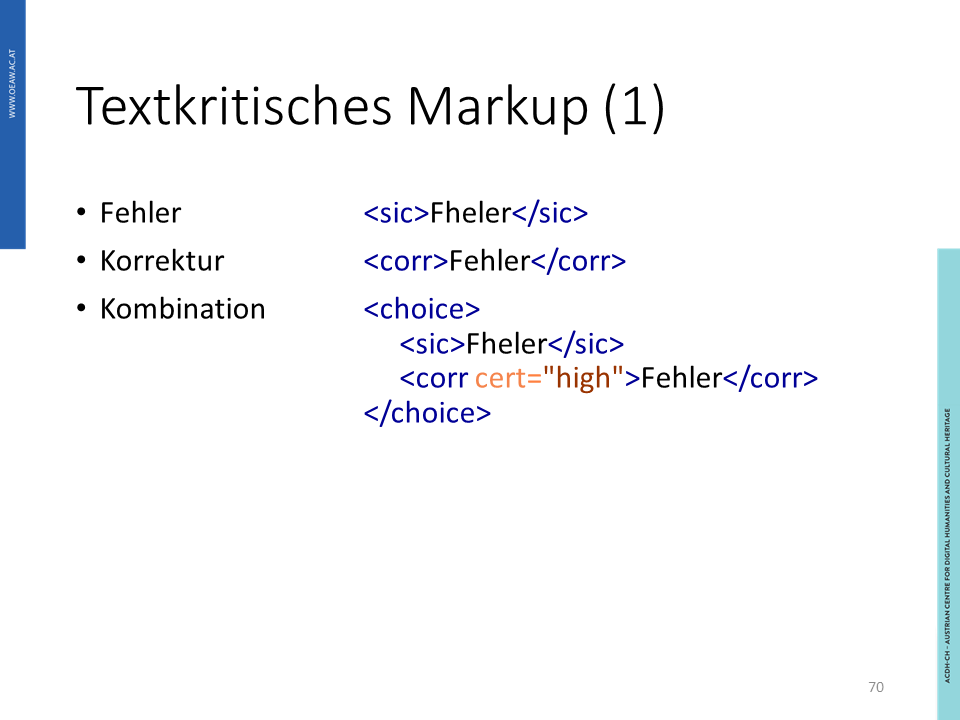 WWW.OEAW.AC.AT
Textkritisches Markup (1)
• Fehler <sic>Fheler</sic>
• Korrektur <corr>Fehler</corr>
• Kombination <choice>
<sic>Fheler</sic>
<corr cert="high">Fehler</corr>
</choice>
ACDH-CH – AUSTRIAN CENTRE FOR DIGITAL HUMANITIES AND CULTURAL HERITAGE
70